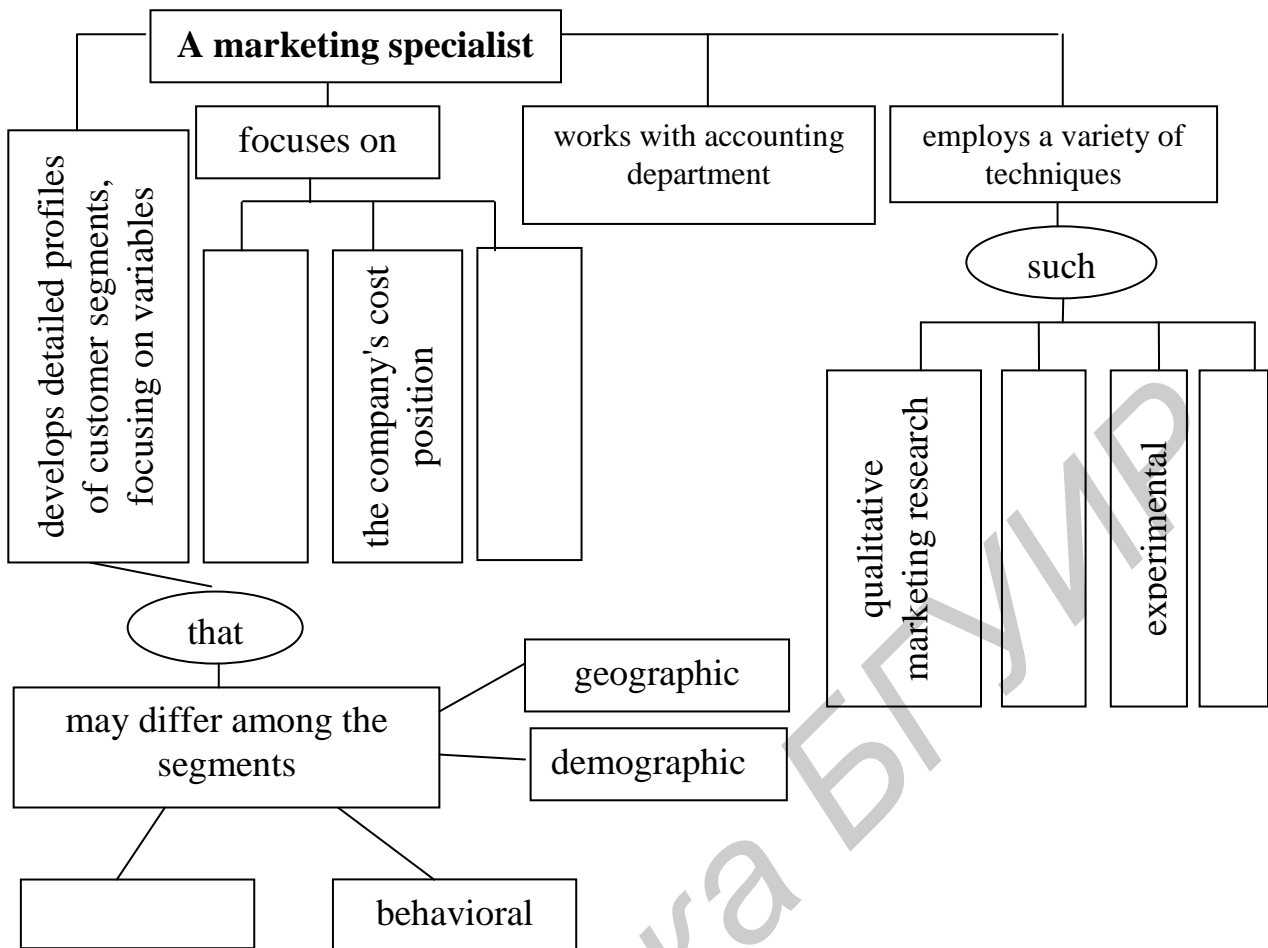 A marketing specialist
develops detailed profiles
of customer segments,
focusing on variables
focuses on
the company's cost
position
works with accounting
department
employs a variety of
techniques
such
qualitative
marketing research
experimental
that
may differ among the
segments
geographic
demographic
behavioral
ка БГУИР